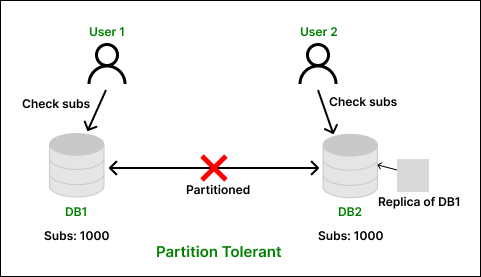 User 1
User 2
Check subs
Check subs
Partitioned
Replica of DB1
DB1
DB2
Subs: 1000
Subs: 1000
Partition Tolerant